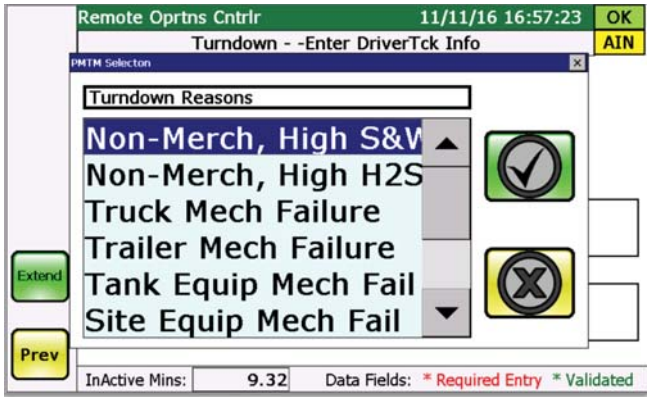 Remote Oprtns Cntrlr 11/11/16 16:57:23 OK
Turndown - -Enter DriverTck Info AIN
PMTM Selecton
Turndown Reasons
Non-Merch, High S&W
Non-Merch, High H2S
Truck Mech Failure
Trailer Mech Failure
Extend
Tank Equip Mech Fail
Site Equip Mech Fail
Prev
InActive Mins: 9.32 Data Fields: * Required Entry * Validated